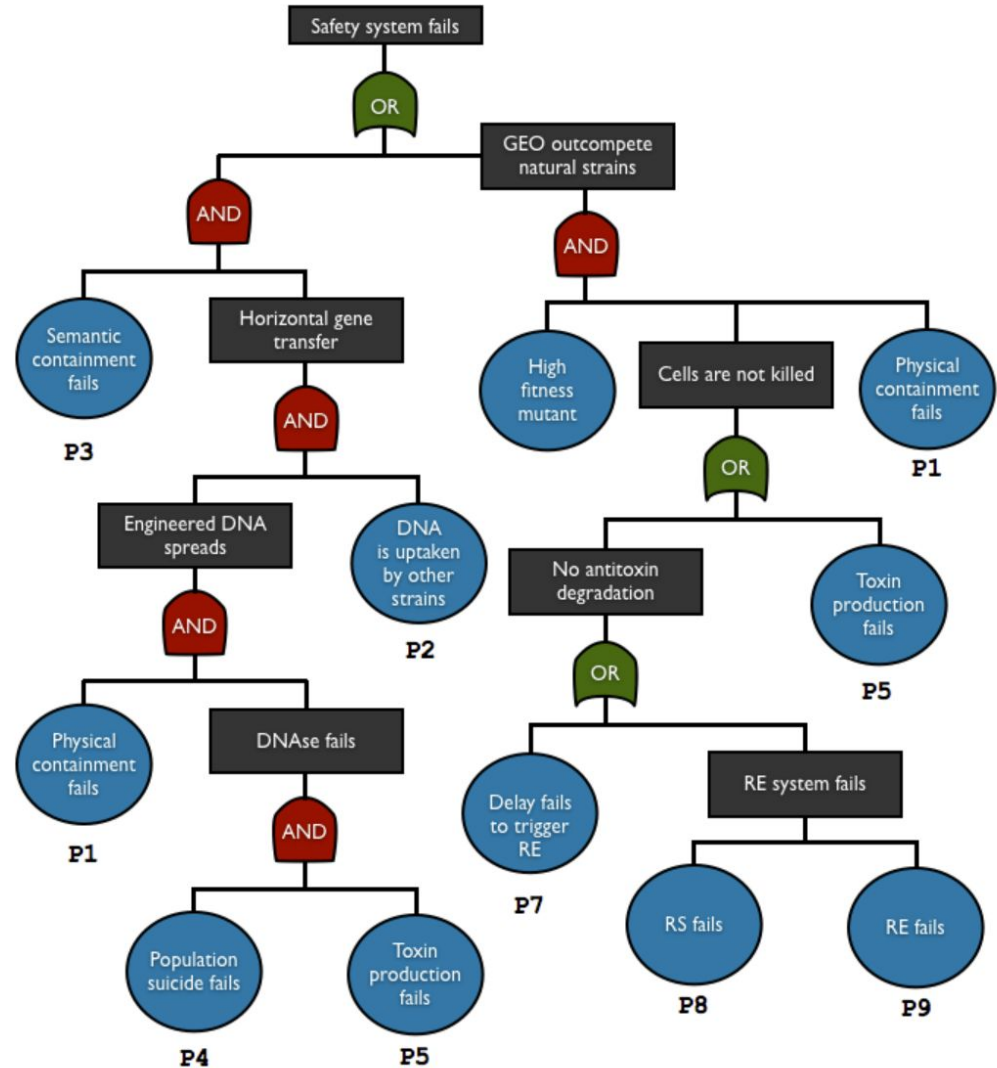 Safety system fails
OR
GEO outcompete
natural strains
AND
AND
Semantic
containment
fails
P3
Horizontal gene
transfer
High
fitness
mutant
Cells are not killed
Physical
containment
fails
P1
AND
OR
Engineered DNA
spreads
DNA
is uptaken
by other
strains
P2
No antitoxin
degradation
Toxin
production
fails
P5
AND
OR
Physical
containment
fails
P1
DNAse fails
Delay fails
to trigger
RE
P7
RE system fails
AND
RS fails
P8
RE fails
P9
Population
suicide fails
P4
Toxin
production
fails
P5